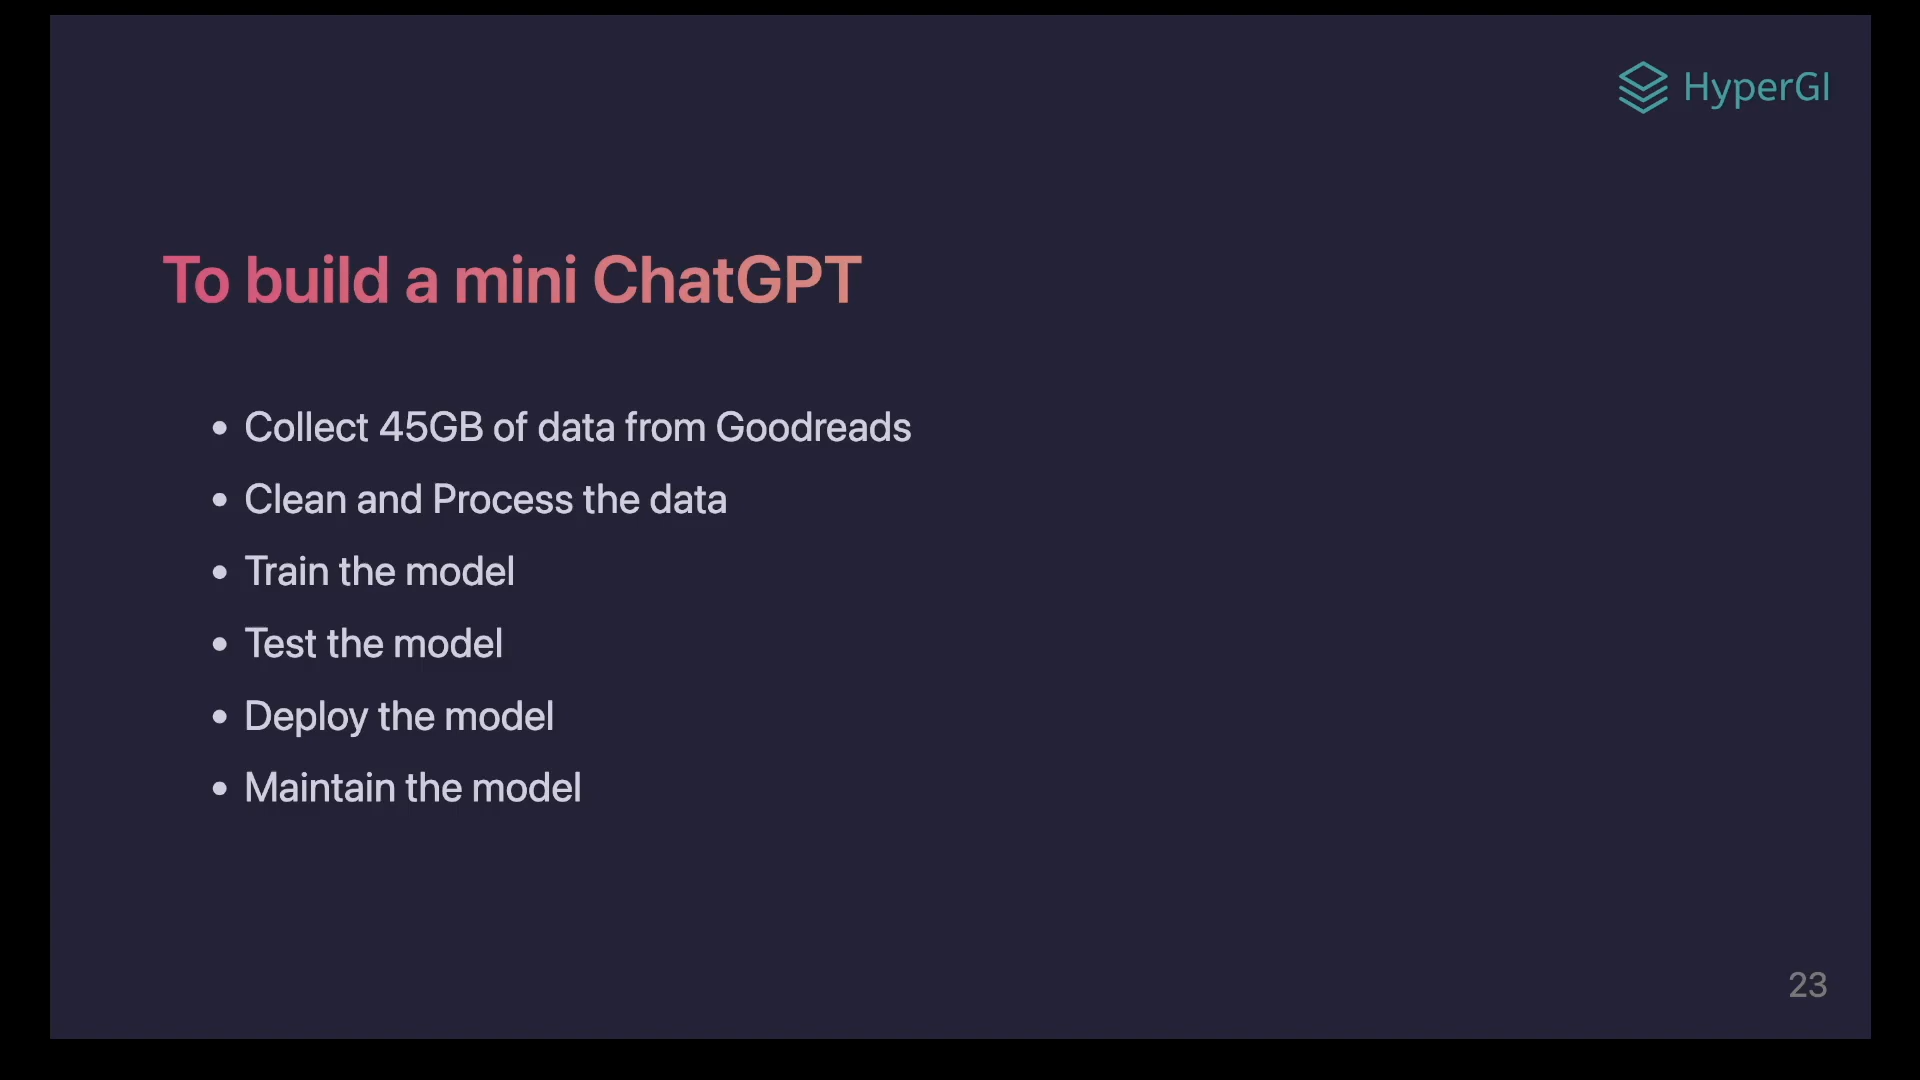 HyperGI
To build a mini ChatGPT
• Collect 45GB of data from Goodreads
• Clean and Process the data
• Train the model
• Test the model
• Deploy the model
• Maintain the model
23